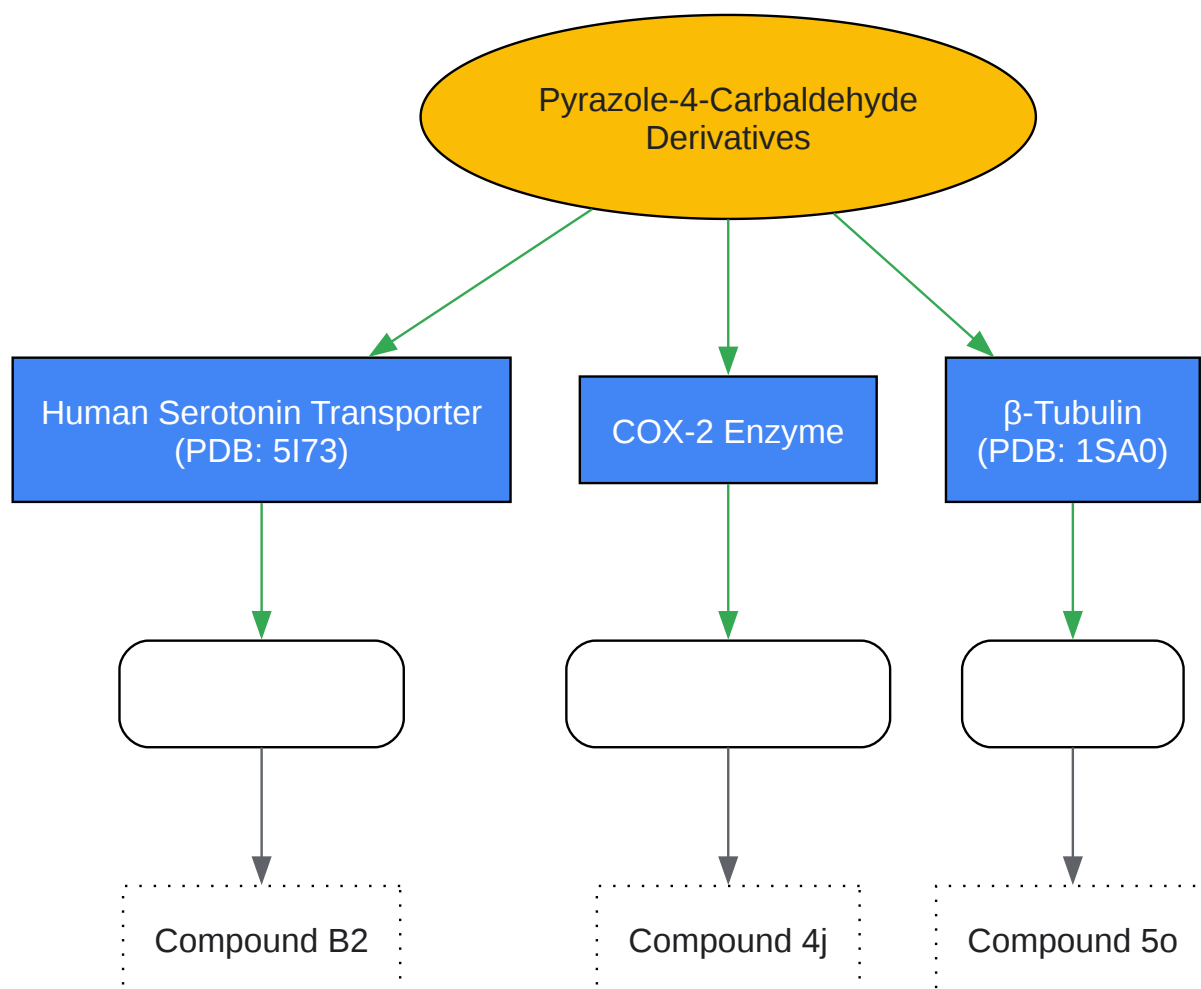 Pyrazole-4-Carbaldehyde
Derivatives
Human Serotonin Transporter
(PDB: 5I73)
COX-2 Enzyme
β-Tubulin
(PDB: 1SA0)
Compound B2
Compound 4j
Compound 5o